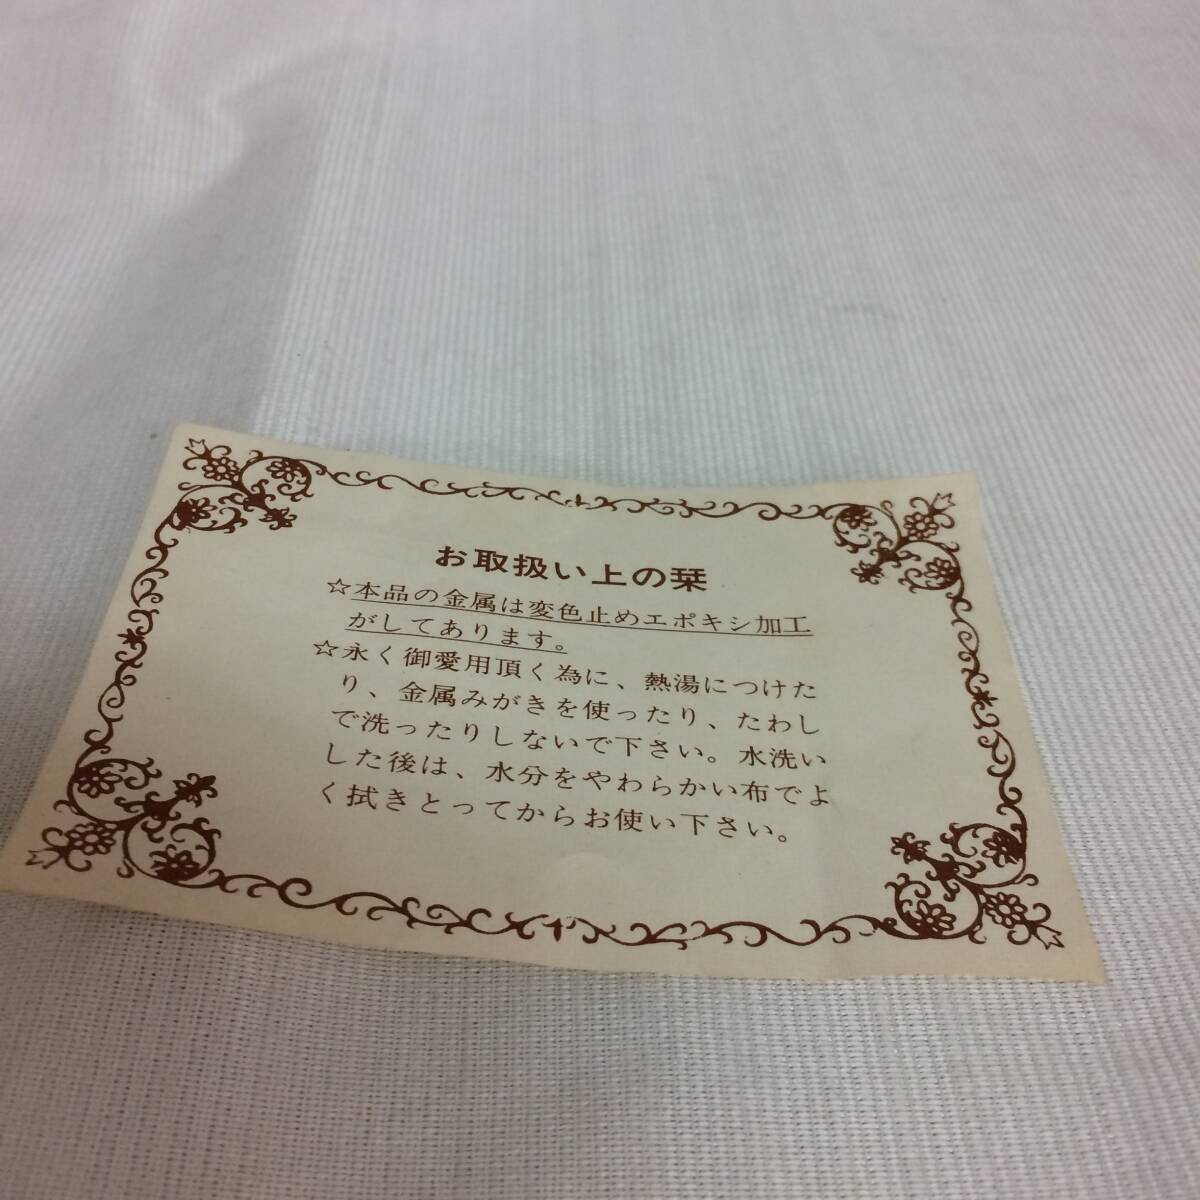 お取扱い上の栞
☆本品の金属は変色止めエポキシ加工
がしてあります。
☆永く御愛用頂く為に、熱湯につけた
り、金属みがきを使ったり、たわし
で洗ったりしないで下さい。水洗い
した後は、水分をやわらかい布でよ
く拭きとってからお使い下さい。